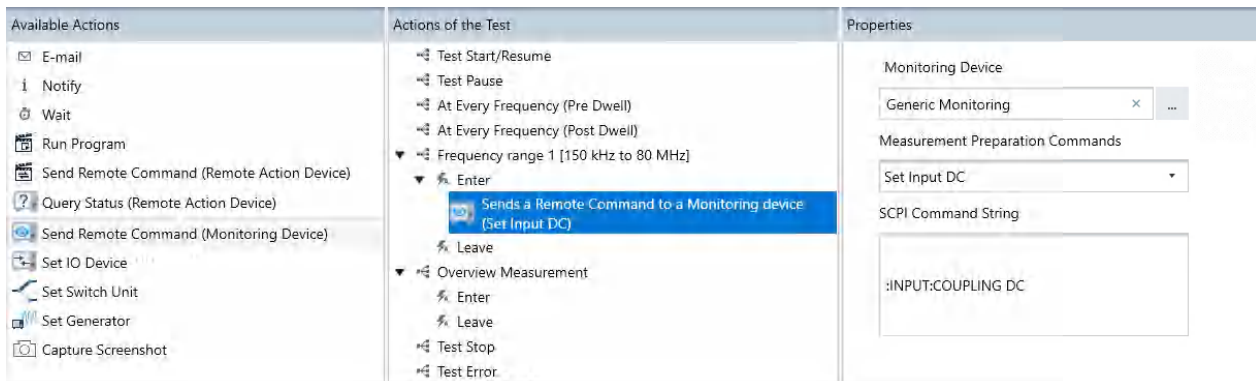 Available Actions
E-mail
Notify
Wait
Run Program
Send Remote Command (Remote Action Device)
Query Status (Remote Action Device)
Send Remote Command (Monitoring Device)
Set IO Device
Set Switch Unit
Set Generator
Capture Screenshot
Actions of the Test
Test Start/Resume
Test Pause
At Every Frequency (Pre Dwell)
At Every Frequency (Post Dwell)
Frequency range 1 [150 kHz to 80 MHz]
Enter
Sends a Remote Command to a Monitoring device
(Set Input DC)
Leave
Overview Measurement
Enter
Leave
Test Stop
Test Error
Properties
Monitoring Device
Generic Monitoring
...
Measurement Preparation Commands
Set Input DC
SCPI Command String
:INPUT:COUPLING DC